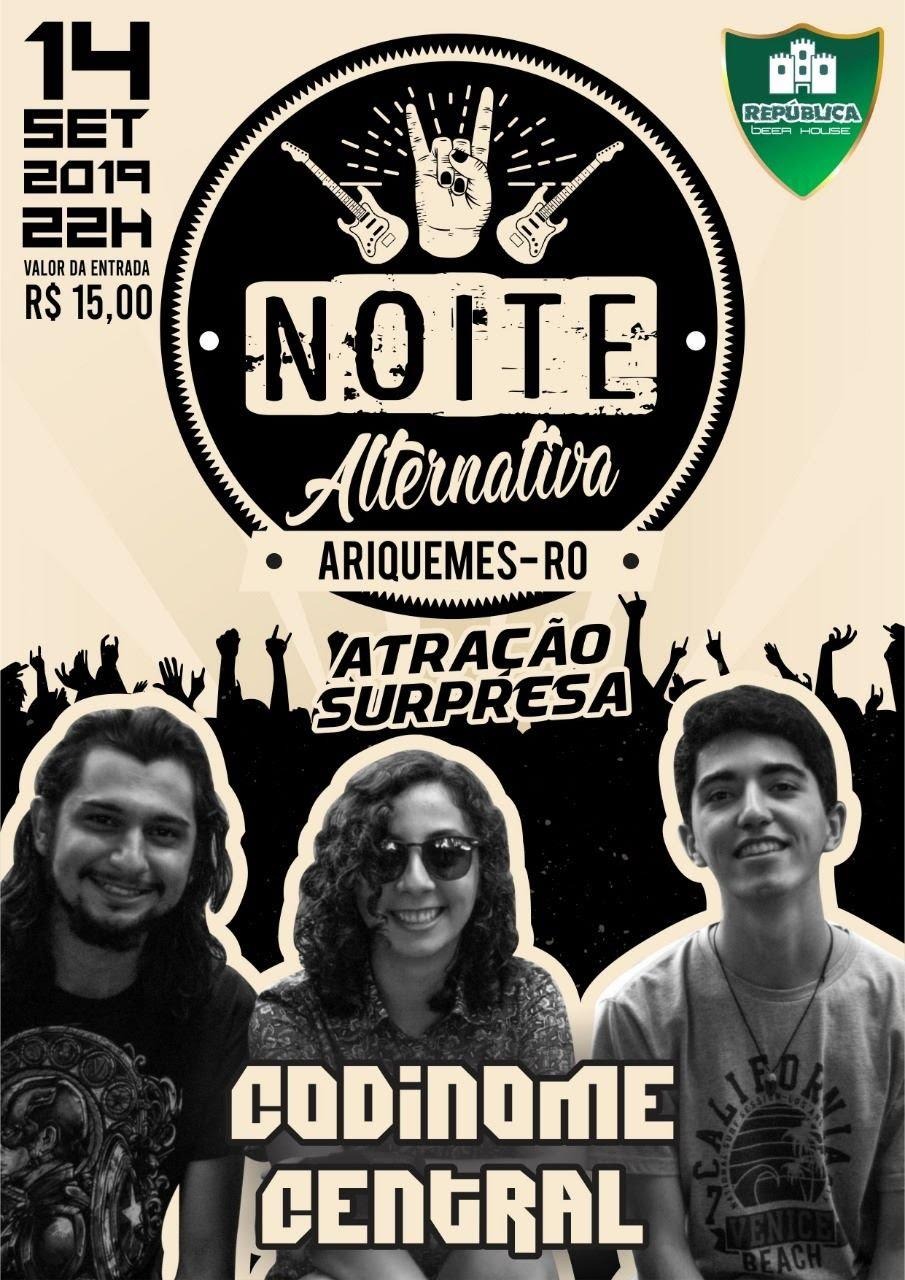 14
SET
2019
22H
VALOR DA ENTRADA
R$ 15,00
REPÚBLICA
BEER HOUSE
NOITE
Alternativa
ARIQUEMES-RO
ATRAÇÃO
SURPRESA
CODINOME
CENTRAL
CALIFORNIA
VENICE
BEACH